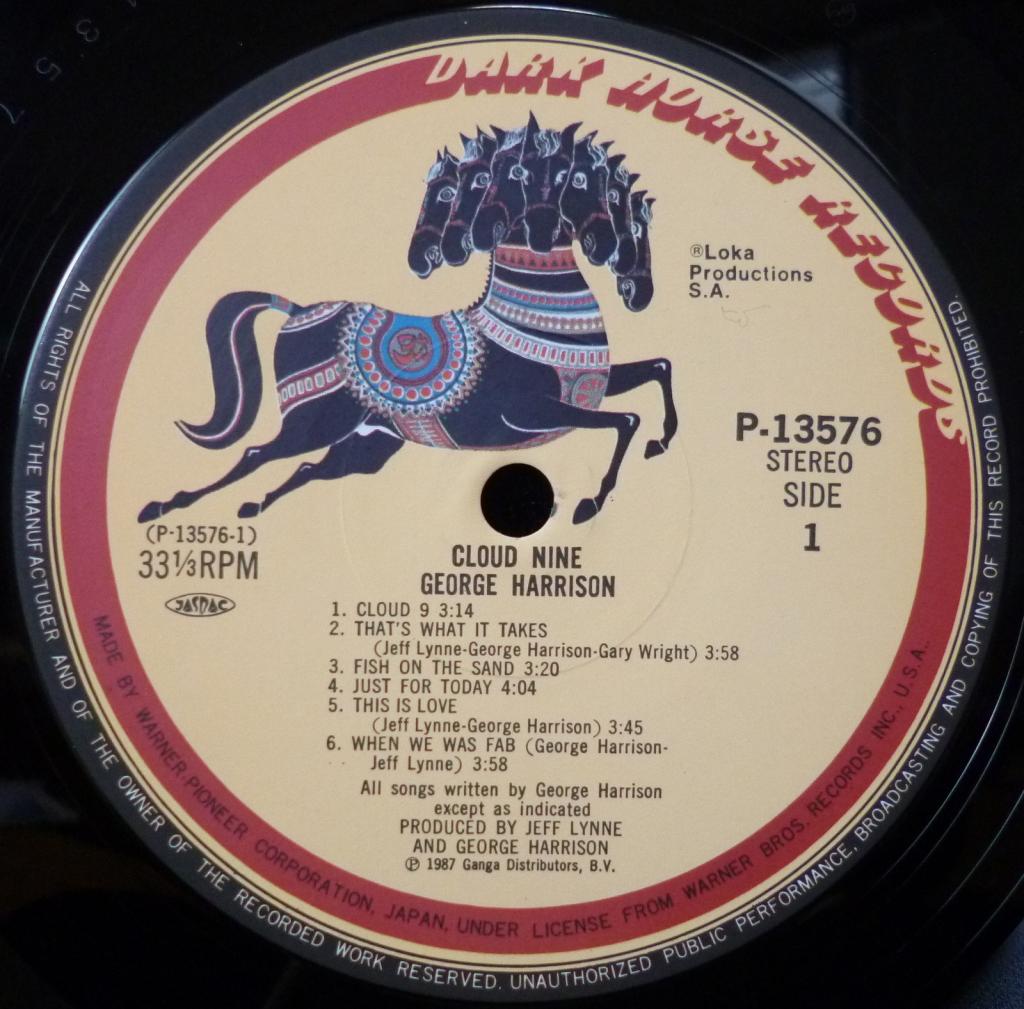 DARK HORSE RECORDS
®Loka
Productions
S.A.
P-13576
STEREO
SIDE
1
(P-13576-1)
33⅓RPM
JASRAC
CLOUD NINE
GEORGE HARRISON
1. CLOUD 9 3:14
2. THAT'S WHAT IT TAKES
(Jeff Lynne-George Harrison-Gary Wright) 3:58
3. FISH ON THE SAND 3:20
4. JUST FOR TODAY 4:04
5. THIS IS LOVE
(Jeff Lynne-George Harrison) 3:45
6. WHEN WE WAS FAB (George Harrison-
Jeff Lynne) 3:58
All songs written by George Harrison
except as indicated
PRODUCED BY JEFF LYNNE
AND GEORGE HARRISON
℗ 1987 Ganga Distributors, B.V.
MADE BY WARNER-PIONEER CORPORATION, JAPAN, UNDER LICENSE FROM WARNER BROS. RECORDS INC., U.S.A.
ALL RIGHTS OF THE MANUFACTURER AND OF THE OWNER OF THE RECORDED WORK RESERVED. UNAUTHORIZED PUBLIC PERFORMANCE, BROADCASTING AND COPYING OF THIS RECORD PROHIBITED.